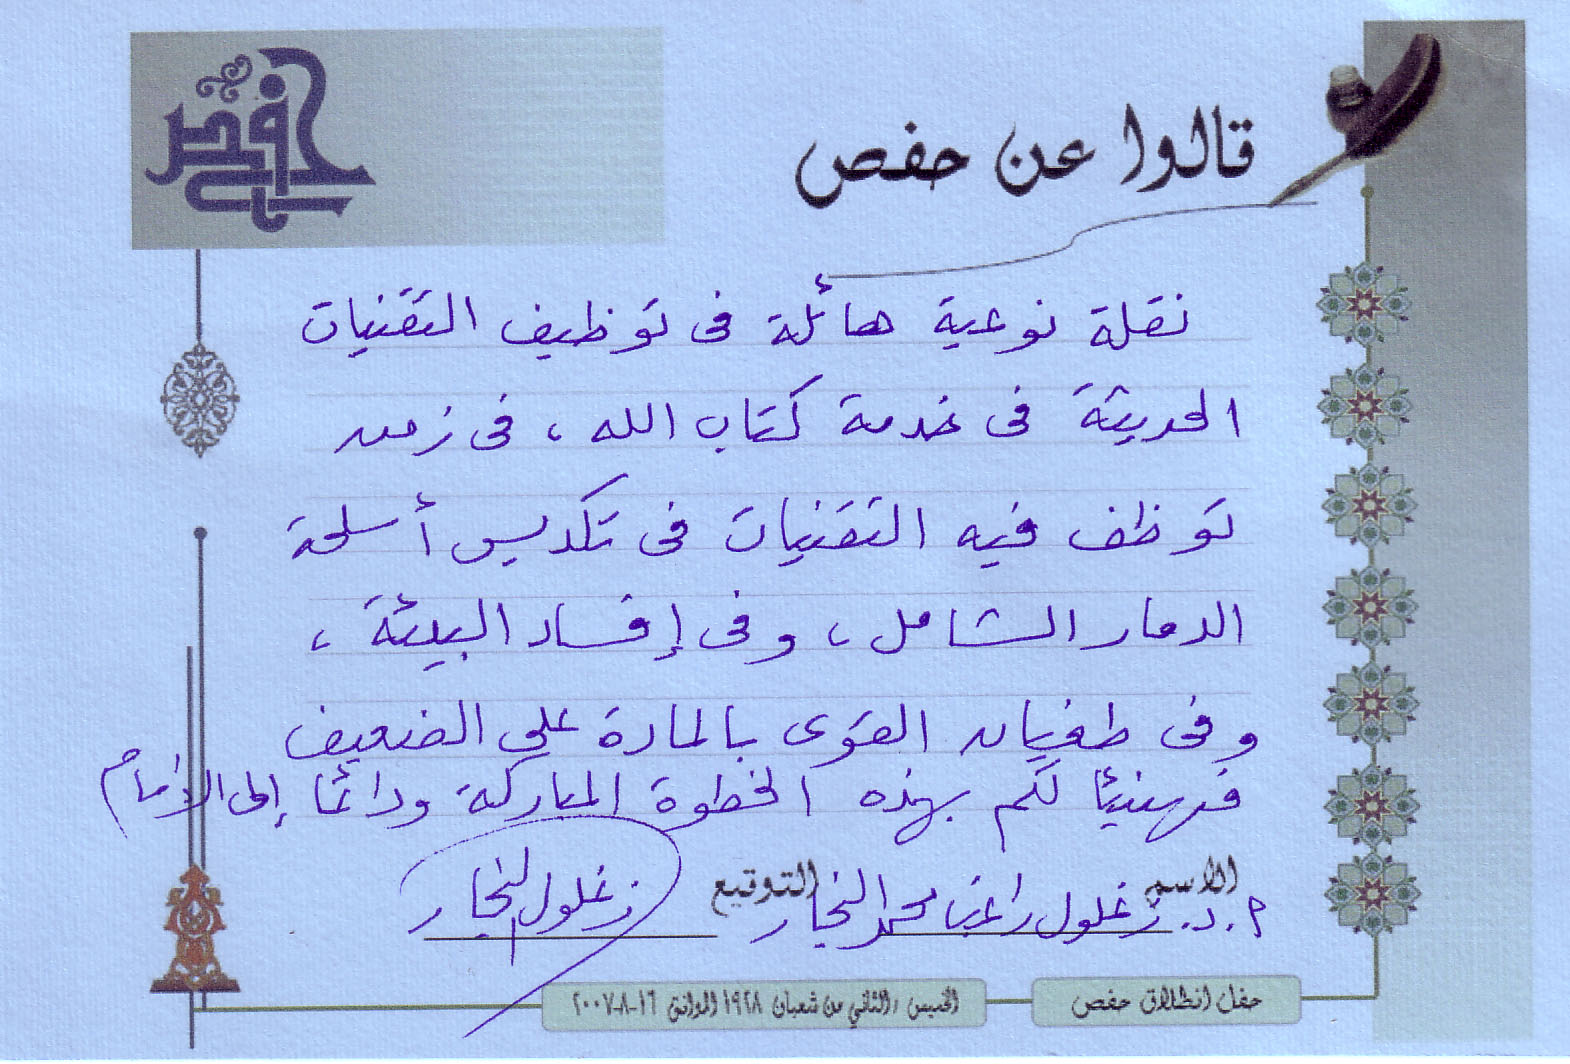 حفص
قالوا عن حفص
نقلة نوعية هائلة فى توظيف التقنيات
الحديثة فى خدمة كتاب الله ، فى زمن
توظف فيه التقنيات فى تكديس أسلحة
الدمار الشامل ، وفى إفساد البيئة ،
وفى طغيان القوى بالمادة على الضعيف
فهنيئا لكم بهذه الخطوة المباركة ودائما إلى الأمام
الاسم أ.د. زغلول راغب محمد النجار التوقيع زغلول النجار
حفل انطلاق حفص
الخميس ، الثاني من شعبان ١٩٢٨ الموافق ١٦-٨-٢٠٠٧